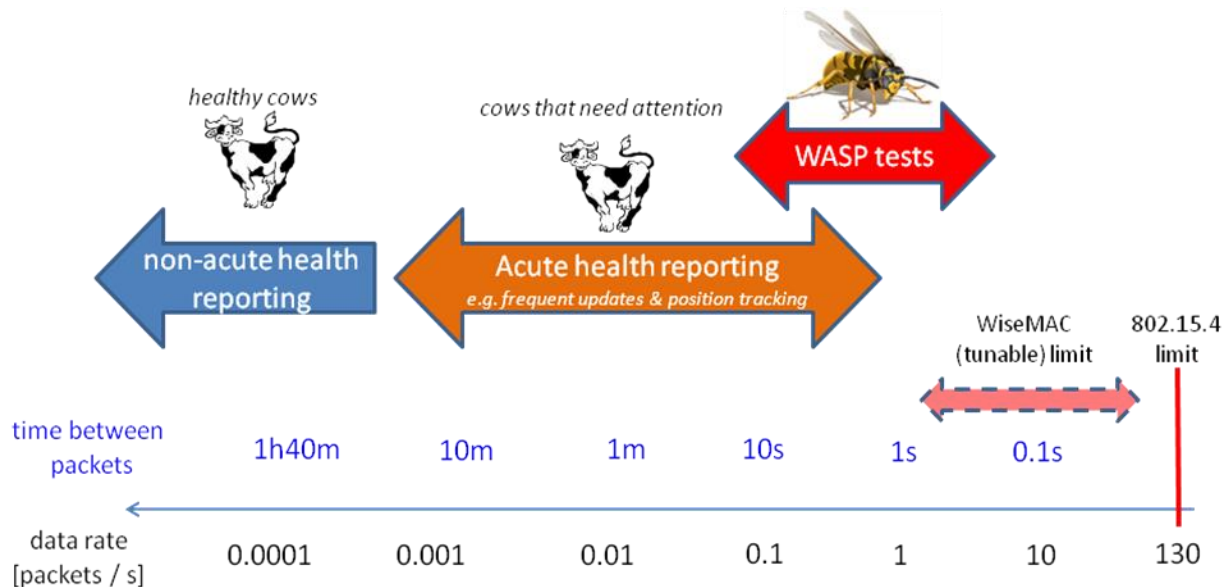 healthy cows
cows that need attention
WASP tests
non-acute health
reporting
Acute health reporting
e.g. frequent updates & position tracking
WiseMAC
(tunable) limit
802.15.4
limit
time between
packets
1h40m 10m 1m 10s 1s 0.1s
data rate
[packets / s]
0.0001 0.001 0.01 0.1 1 10 130